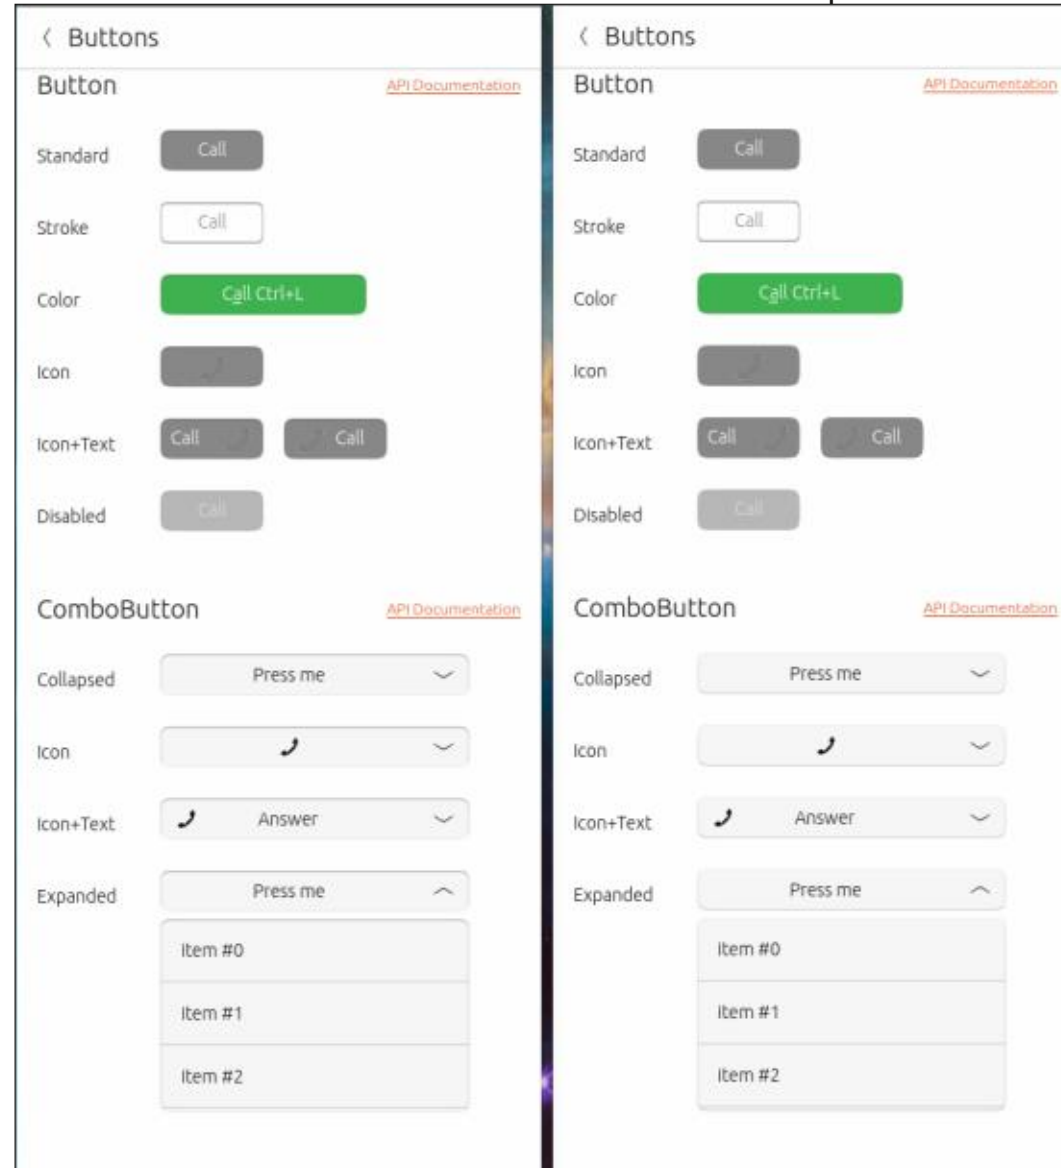 Buttons
Button API Documentation
Standard Call
Stroke Call
Color Call Ctrl+L
Icon
Icon+Text Call Call
Disabled Call
ComboButton API Documentation
Collapsed Press me
Icon
Icon+Text Answer
Expanded Press me
Item #0
Item #1
Item #2
Buttons
Button API Documentation
Standard Call
Stroke Call
Color Call Ctrl+L
Icon
Icon+Text Call Call
Disabled Call
ComboButton API Documentation
Collapsed Press me
Icon
Icon+Text Answer
Expanded Press me
Item #0
Item #1
Item #2